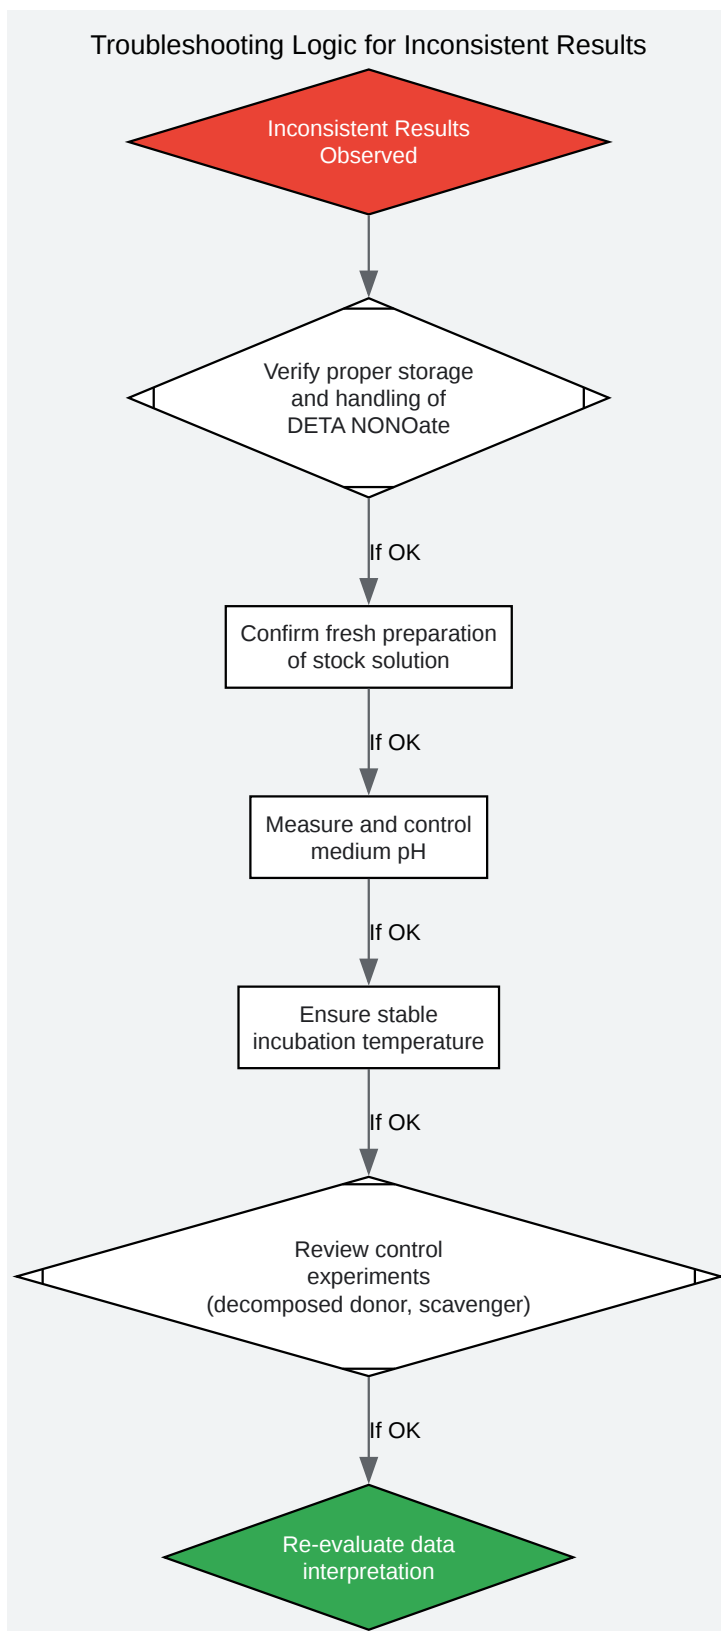 Troubleshooting Logic for Inconsistent Results
Inconsistent Results
Observed
Verify proper storage
and handling of
DETA NONOate
If OK
Confirm fresh preparation
of stock solution
If OK
Measure and control
medium pH
If OK
Ensure stable
incubation temperature
If OK
Review control
experiments
(decomposed donor, scavenger)
If OK
Re-evaluate data
interpretation